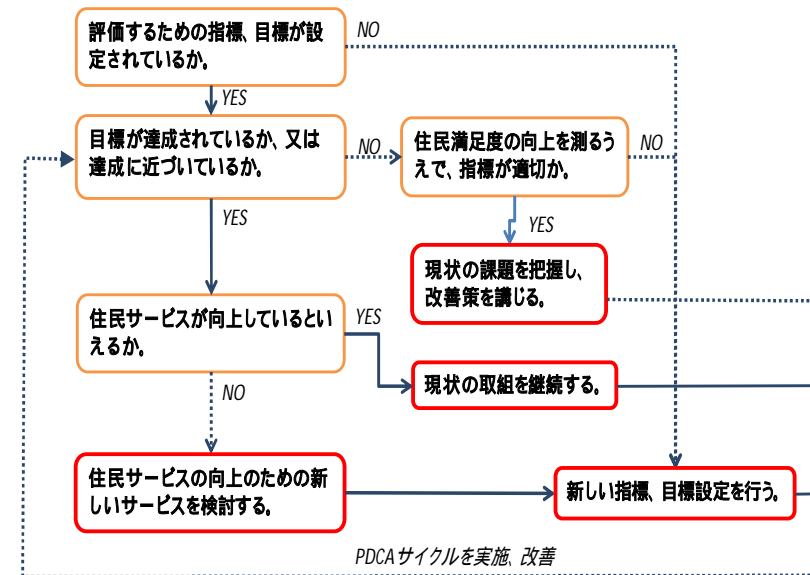 評価するための指標、目標が設
定されているか。
NO
YES
目標が達成されているか、又は
達成に近づいているか。
NO
住民満足度の向上を測るう
えで、指標が適切か。
NO
YES
YES
現状の課題を把握し、
改善策を講じる。
住民サービスが向上しているとい
えるか。
YES
現状の取組を継続する。
NO
住民サービスの向上のための新
しいサービスを検討する。
新しい指標、目標設定を行う。
PDCAサイクルを実施、改善